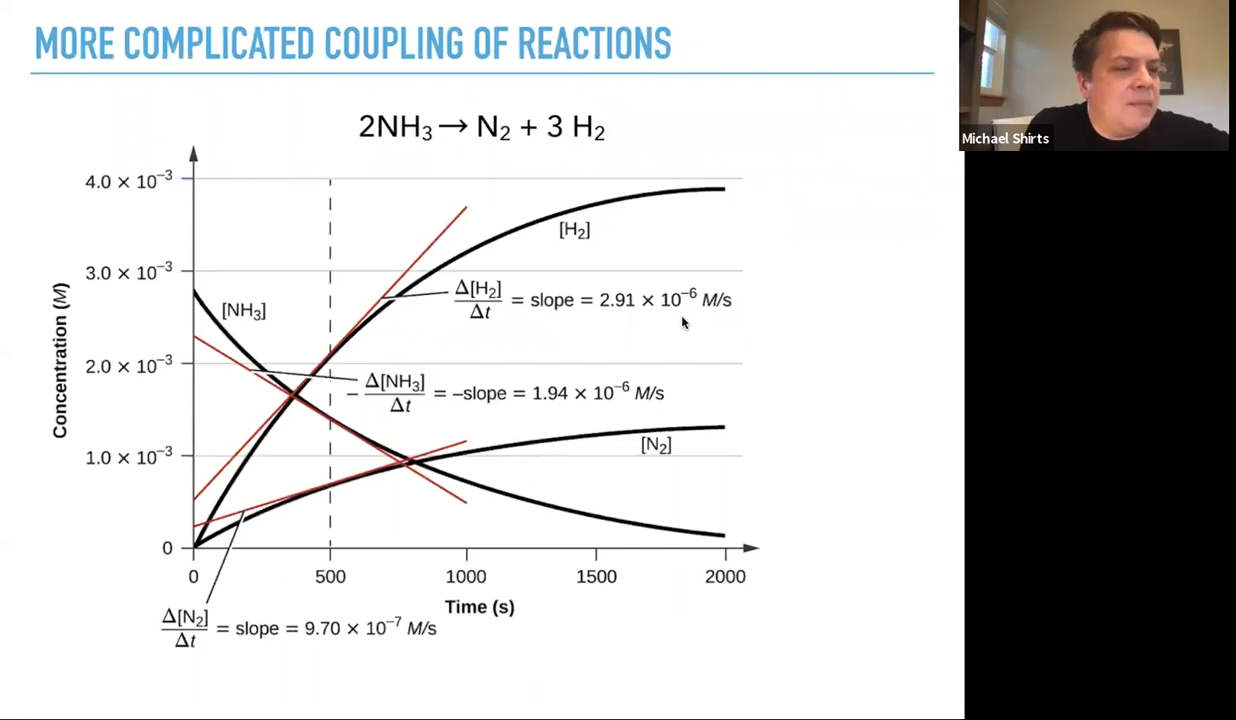 MORE COMPLICATED COUPLING OF REACTIONS
Michael Shirts
2NH₃ → N₂ + 3 H₂
4.0 × 10⁻³
3.0 × 10⁻³
2.0 × 10⁻³
1.0 × 10⁻³
0
Concentration (M)
[H₂]
Δ[H₂]/Δt = slope = 2.91 × 10⁻⁶ M/s
[NH₃]
−Δ[NH₃]/Δt = –slope = 1.94 × 10⁻⁶ M/s
[N₂]
0 500 1000 1500 2000
Time (s)
Δ[N₂]/Δt = slope = 9.70 × 10⁻⁷ M/s